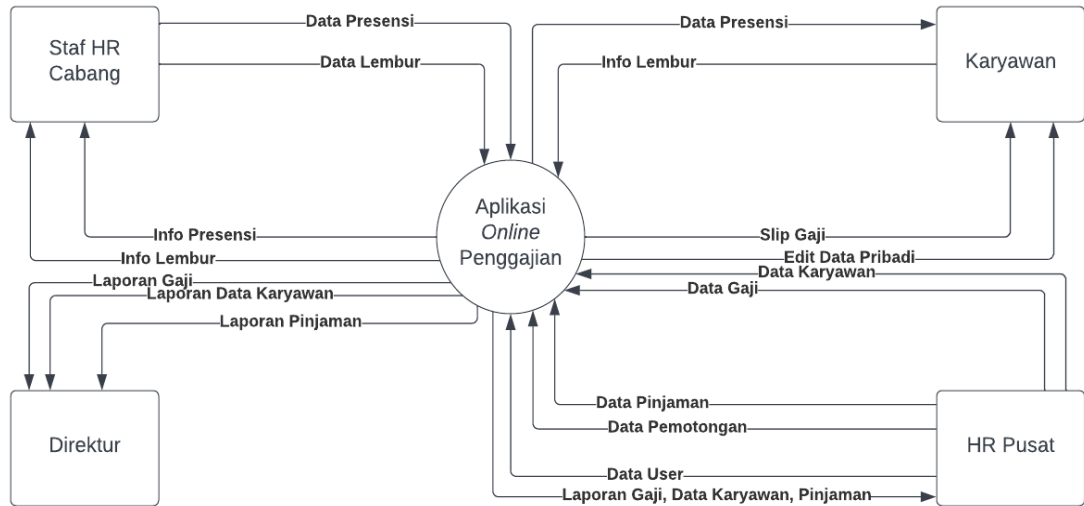 Data Presensi
Data Presensi
Staf HR
Cabang
Data Lembur
Info Lembur
Karyawan
Aplikasi
Online
Penggajian
Info Presensi
Slip Gaji
Info Lembur
Edit Data Pribadi
Laporan Gaji
Data Karyawan
Laporan Data Karyawan
Data Gaji
Laporan Pinjaman
Data Pinjaman
Data Pemotongan
Direktur
HR Pusat
Data User
Laporan Gaji, Data Karyawan, Pinjaman